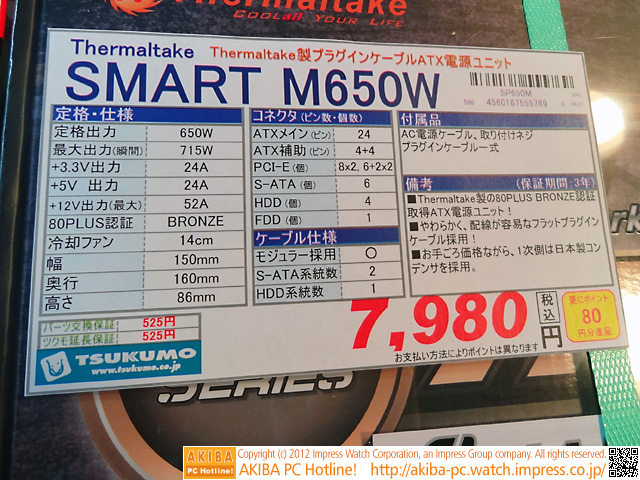 Thermaltake
COOLall YOUR LIFE
Thermaltake
Thermaltake製プラグインケーブルATX電源ユニット
SMART M650W
SP650M
4560187555769
定格・仕様
定格出力 650W
最大出力(瞬間) 715W
+3.3V出力 24A
+5V 出力 24A
+12V出力(最大) 52A
80PLUS認証 BRONZE
冷却ファン 14cm
幅 150mm
奥行 160mm
高さ 86mm
コネクタ(ピン数・個数)
ATXメイン(ピン) 24
ATX補助(ピン) 4+4
PCI-E(個) 8x2, 6+2x2
S-ATA(個) 6
HDD(個) 4
FDD(個) 1
ケーブル仕様
モジュラー採用 ○
S-ATA系統数 2
HDD系統数 1
付属品
AC電源ケーブル、取り付けネジ
プラグインケーブル一式
備考 (保証期間:3年)
■Thermaltake製の80PLUS BRONZE認証
取得ATX電源ユニット!
■やわらかく、配線が容易なフラットプラグイン
ケーブル採用!
■お手ごろ価格ながら、1次側は日本製コン
デンサを採用。
パーツ交換保証 525円
ツクモ延長保証 525円
TSUKUMO
www.tsukumo.co.jp
7,980
税込
円
更にポイント
80
円分進呈
お支払い方法によりポイントは異なります
SERIES
AKIBA
PC Hotline!
Copyright (c) 2012 Impress Watch Corporation, an Impress Group company. All rights reserved.
AKIBA PC Hotline! http://akiba-pc.watch.impress.co.jp/